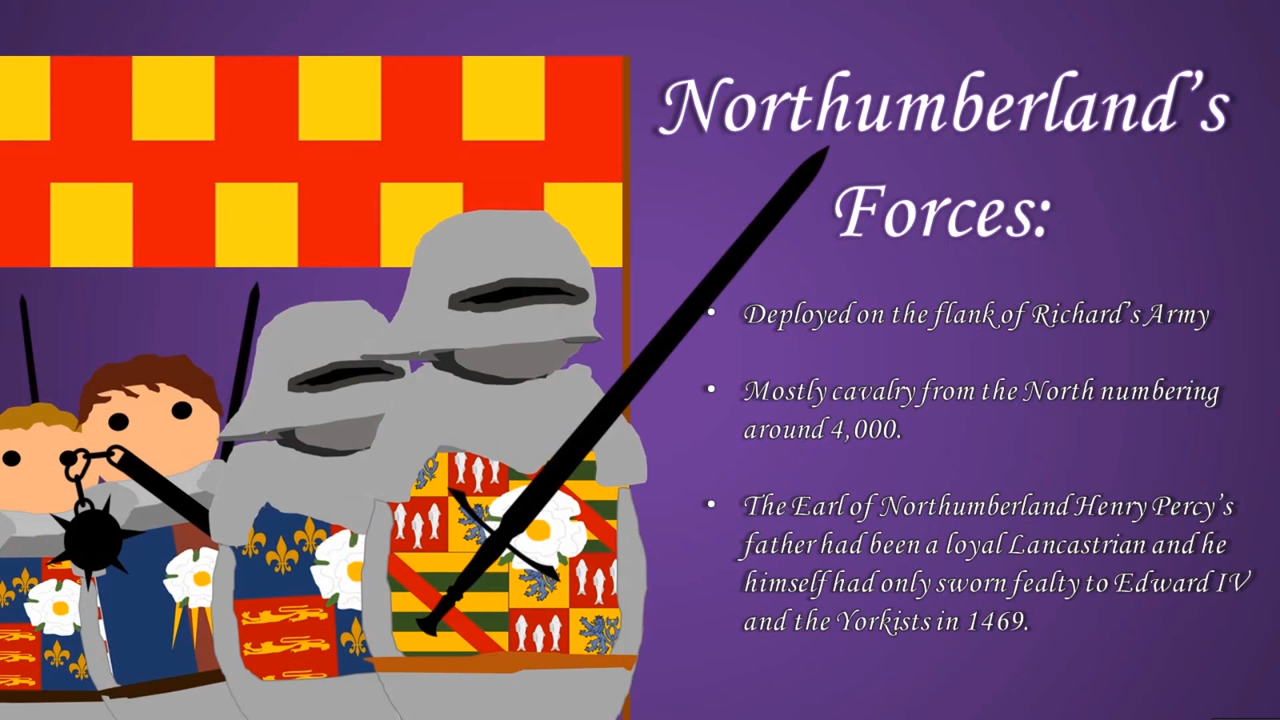 Northumberland’s
Forces:
• Deployed on the flank of Richard’s Army
• Mostly cavalry from the North numbering
around 4,000.
• The Earl of Northumberland Henry Percy’s
father had been a loyal Lancastrian and he
himself had only sworn fealty to Edward IV
and the Yorkists in 1469.